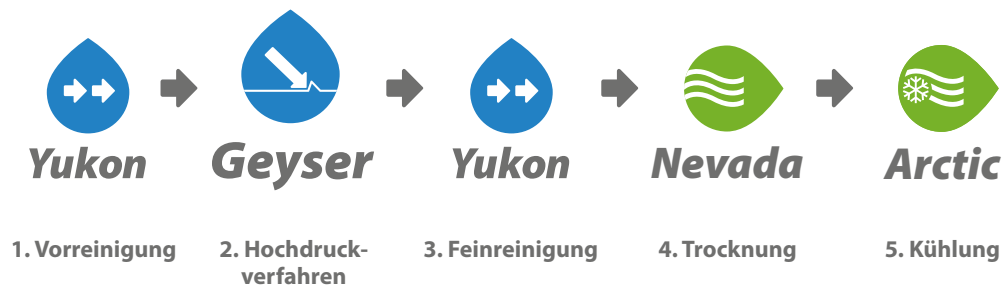 Yukon
Geyser
Yukon
Nevada
Arctic
1. Vorreinigung
2. Hochdruck-
verfahren
3. Feinreinigung
4. Trocknung
5. Kühlung